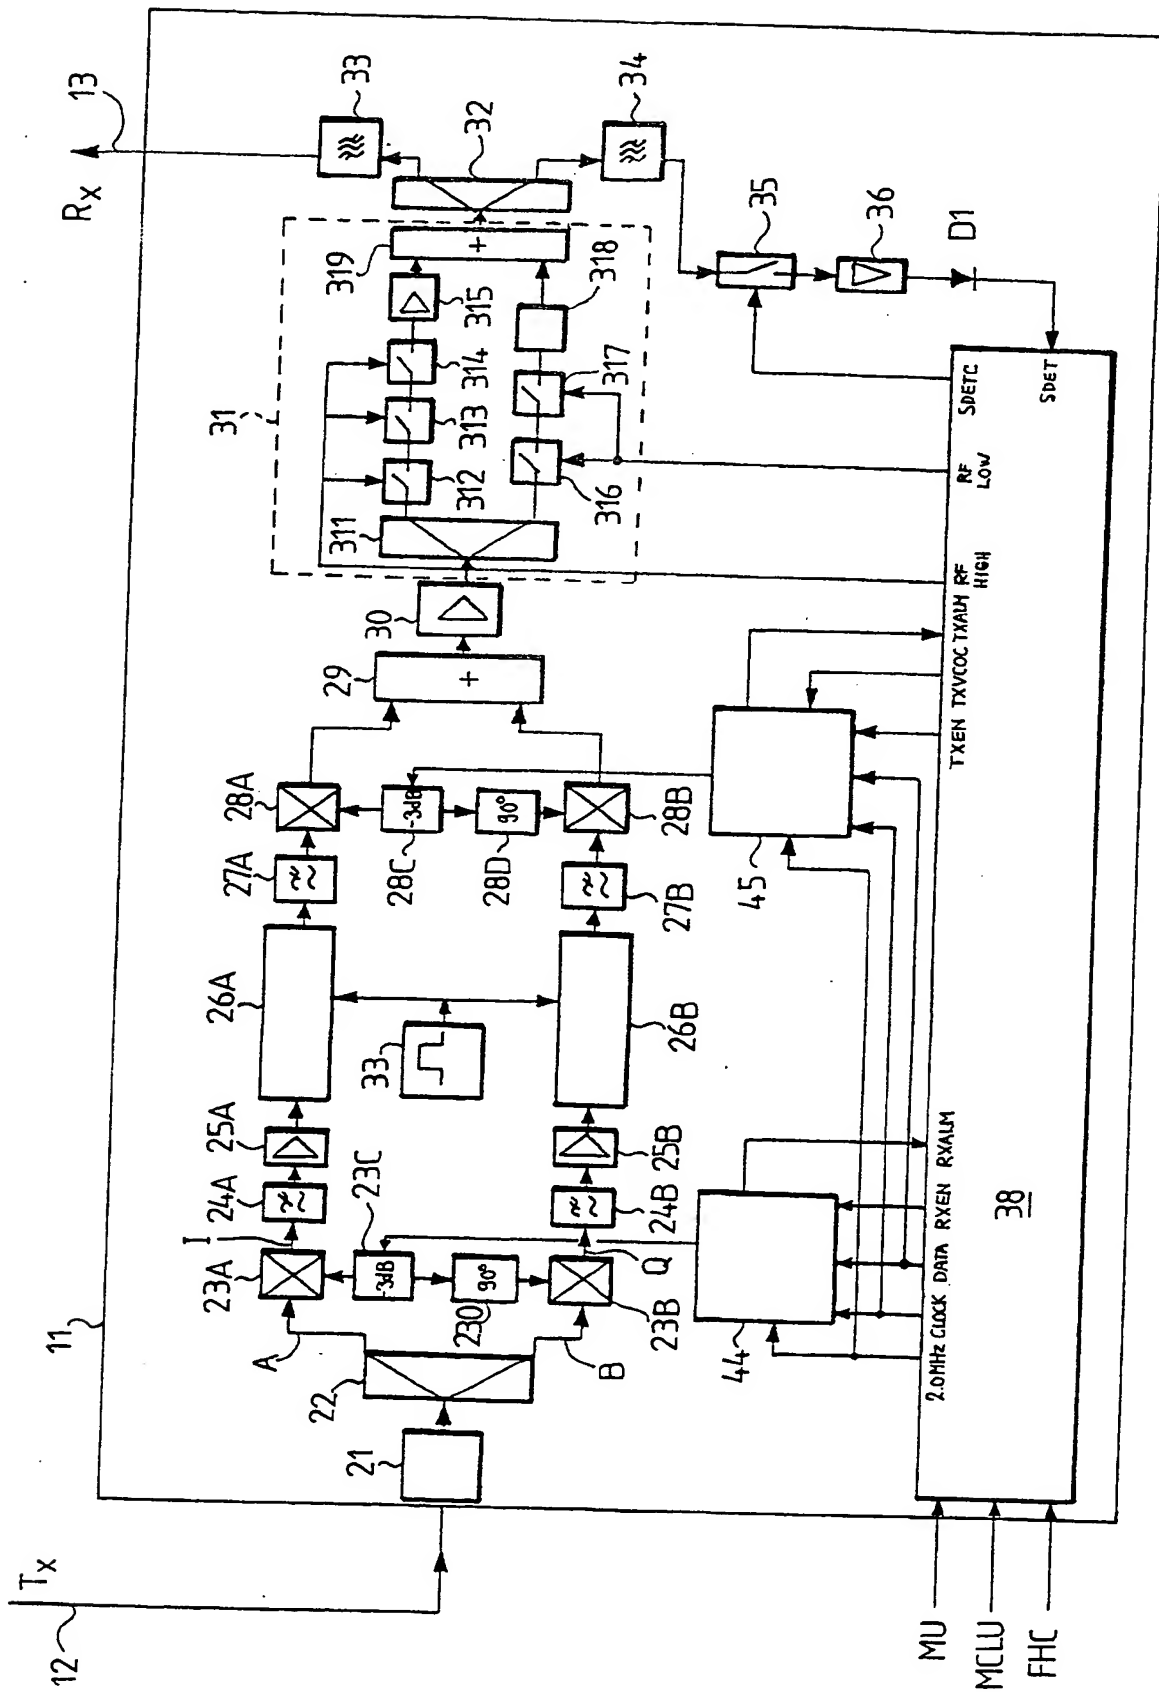 12
Tx
11
21
22
A
B
23A
I
23C
-3dB
90°
230
23B
Q
24A
24B
25A
25B
26A
33
26B
27A
27B
28A
-3dB
28C
90°
28D
28B
29
+
30
31
311
312
313
314
315
316
317
318
319
+
32
33
13
Rx
34
35
36
D1
44
45
2.0MHz
CLOCK
DATA
RXEN
RXALM
TXEN
TXVCOC
TXALM
RF
HIGH
RF
LOW
SDETC
SDET
38
MU
MCLU
FHC